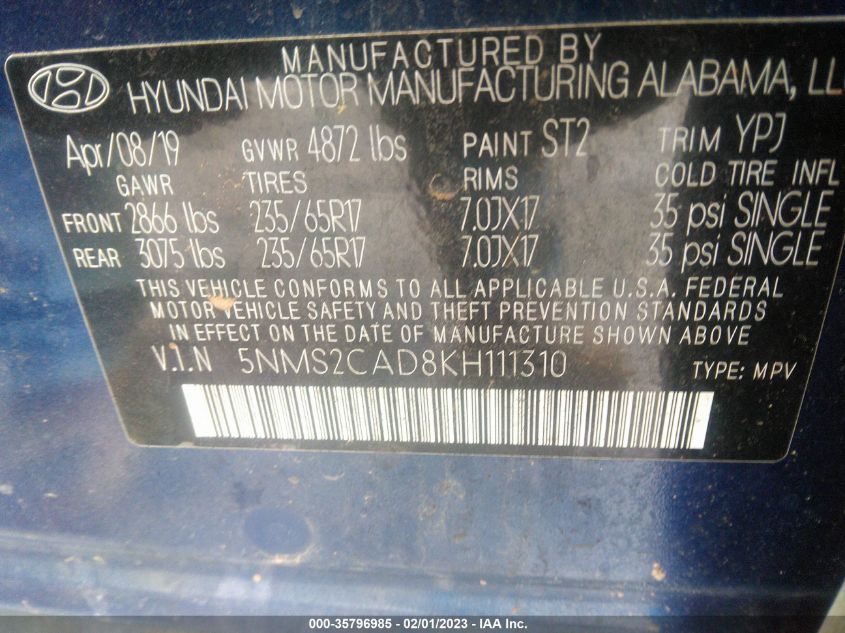 MANUFACTURED BY
HYUNDAI MOTOR MANUFACTURING ALABAMA, LL
Apr/08/19 GVWR 4872 lbs PAINT ST2 TRIM YPJ
GAWR TIRES RIMS COLD TIRE INFL
FRONT 2866 lbs 235/65R17 7.0JX17 35 psi SINGLE
REAR 3075 lbs 235/65R17 7.0JX17 35 psi SINGLE
THIS VEHICLE CONFORMS TO ALL APPLICABLE U.S.A. FEDERAL
MOTOR VEHICLE SAFETY AND THEFT PREVENTION STANDARDS
IN EFFECT ON THE DATE OF MANUFACTURE SHOWN ABOVE.
V.I.N 5NMS2CAD8KH111310 TYPE: MPV
000-35796985 - 02/01/2023 - IAA Inc.